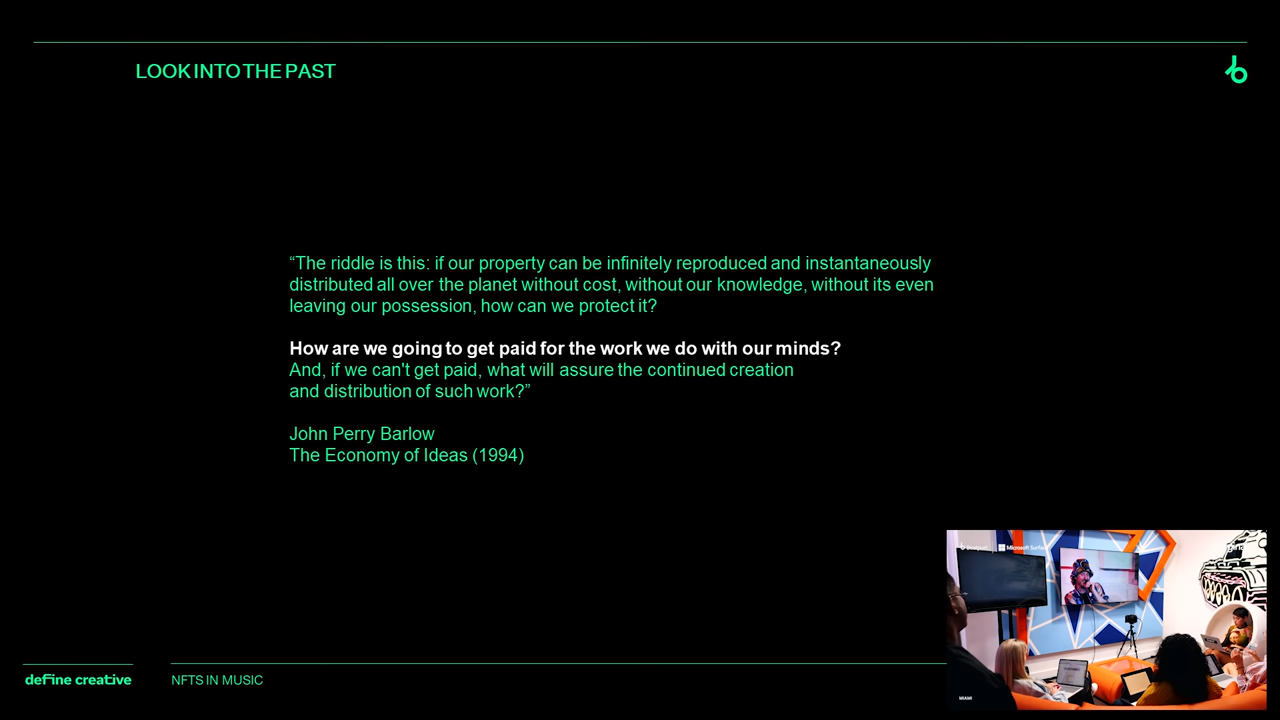 LOOK INTO THE PAST
“The riddle is this: if our property can be infinitely reproduced and instantaneously
distributed all over the planet without cost, without our knowledge, without its even
leaving our possession, how can we protect it?
How are we going to get paid for the work we do with our minds?
And, if we can't get paid, what will assure the continued creation
and distribution of such work?”
John Perry Barlow
The Economy of Ideas (1994)
Microsoft Surface
MIAMI
define creative
NFTS IN MUSIC